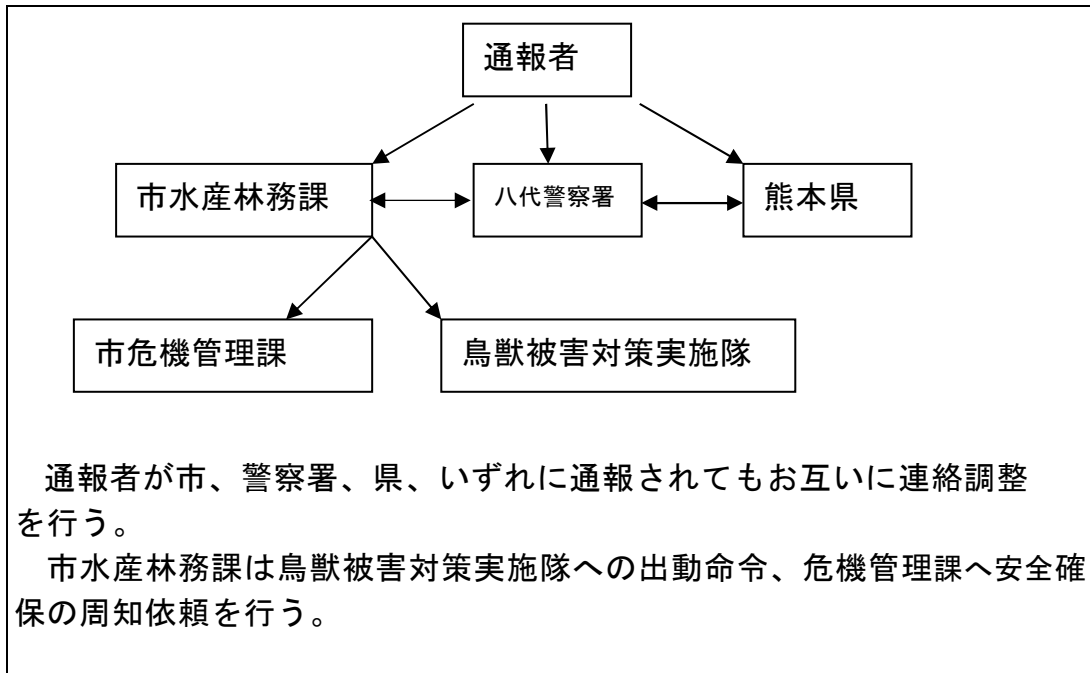 通報者
市水産林務課
八代警察署
熊本県
市危機管理課
鳥獣被害対策実施隊
通報者が市、警察署、県、いずれに通報されてもお互いに連絡調整
を行う。
市水産林務課は鳥獣被害対策実施隊への出動命令、危機管理課へ安全確
保の周知依頼を行う。